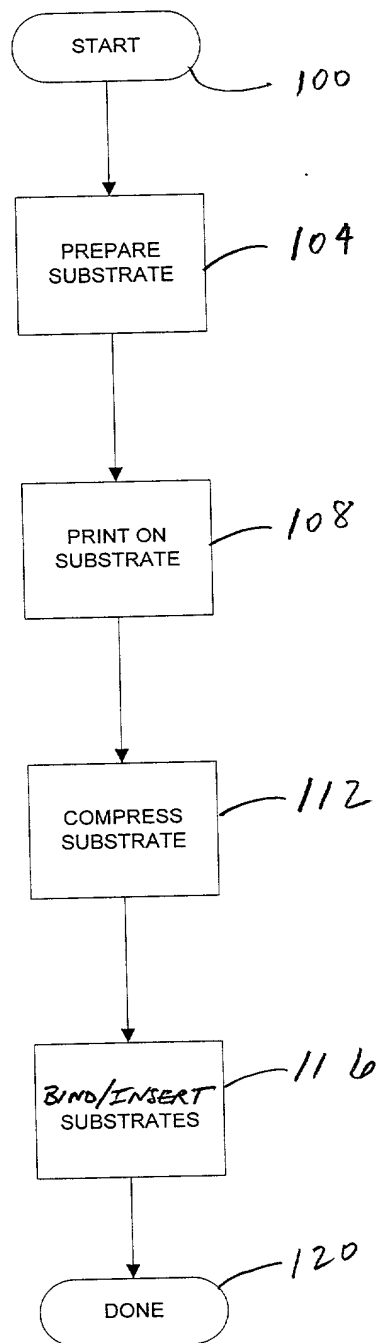 START
100
PREPARE
SUBSTRATE
104
PRINT ON
SUBSTRATE
108
COMPRESS
SUBSTRATE
112
BIND/INSERT
SUBSTRATES
116
DONE
120